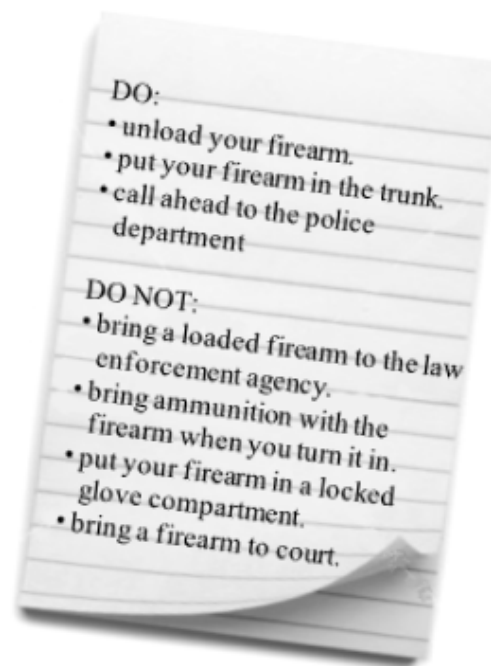 DO:
• unload your firearm.
• put your firearm in the trunk.
• call ahead to the police
department
DO NOT:
• bring a loaded firearm to the law
enforcement agency.
• bring ammunition with the
firearm when you turn it in.
• put your firearm in a locked
glove compartment.
• bring a firearm to court.